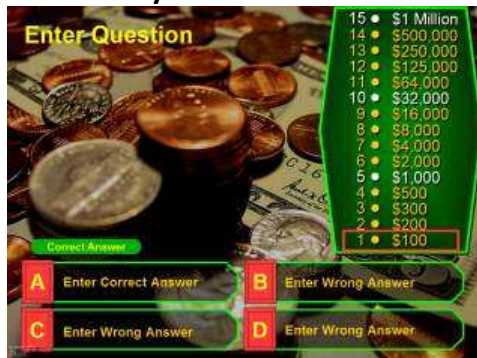 Enter Question
15 • $1 Million
14 • $500,000
13 • $250,000
12 • $125,000
11 • $64,000
10 • $32,000
9 • $16,000
8 • $8,000
7 • $4,000
6 • $2,000
5 • $1,000
4 • $500
3 • $300
2 • $200
1 • $100
Correct Answer
A Enter Correct Answer
B Enter Wrong Answer
C Enter Wrong Answer
D Enter Wrong Answer